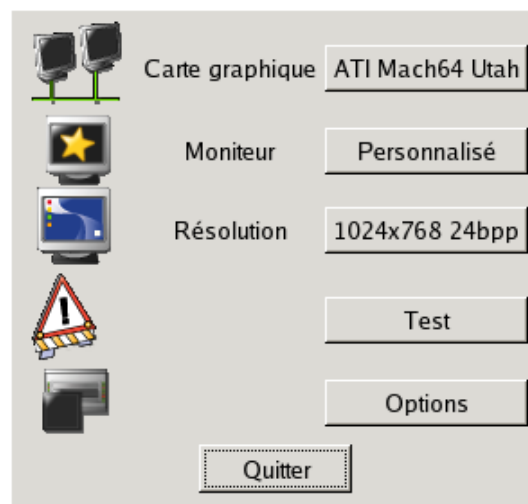 Carte graphique ATI Mach64 Utah
Moniteur Personnalisé
Résolution 1024x768 24bpp
Test
Options
Quitter